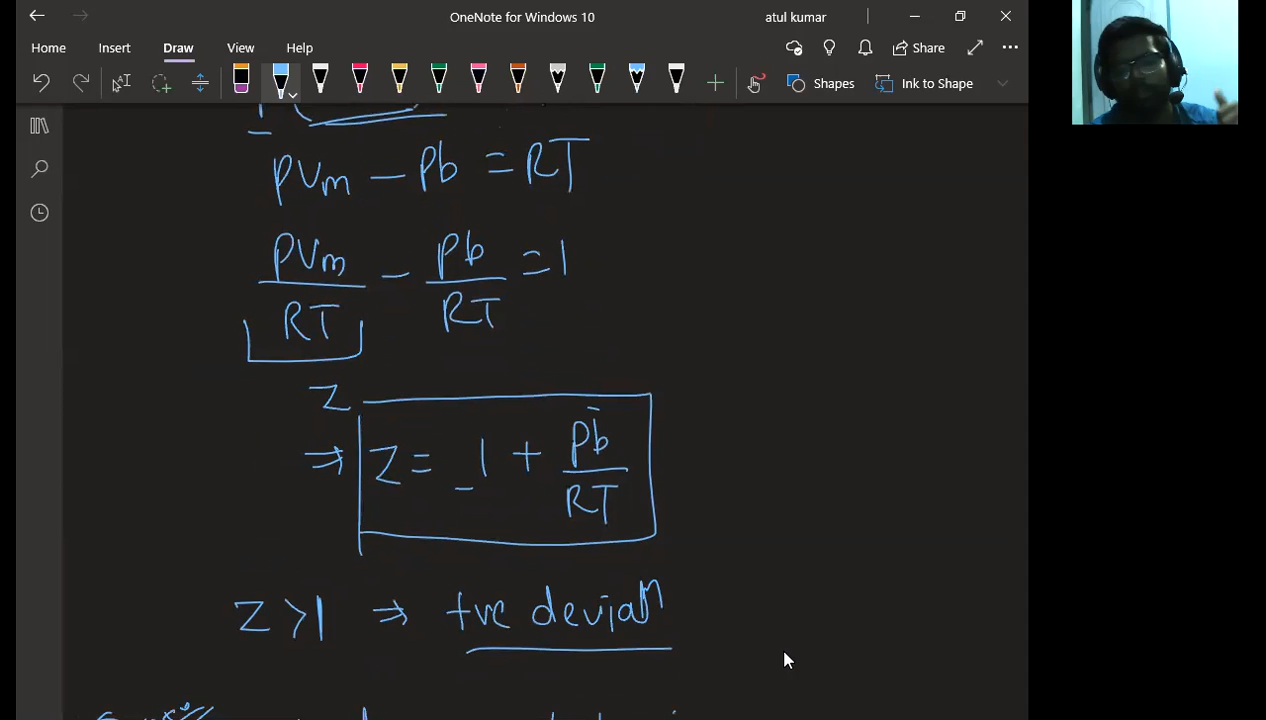 OneNote for Windows 10
atul kumar
Home Insert Draw View Help
Share
Shapes
Ink to Shape
PVm - Pb = RT
PVm/RT - Pb/RT = 1
Z
⇒ Z = 1 + Pb/RT
Z > 1 ⇒ +ve deviaⁿ